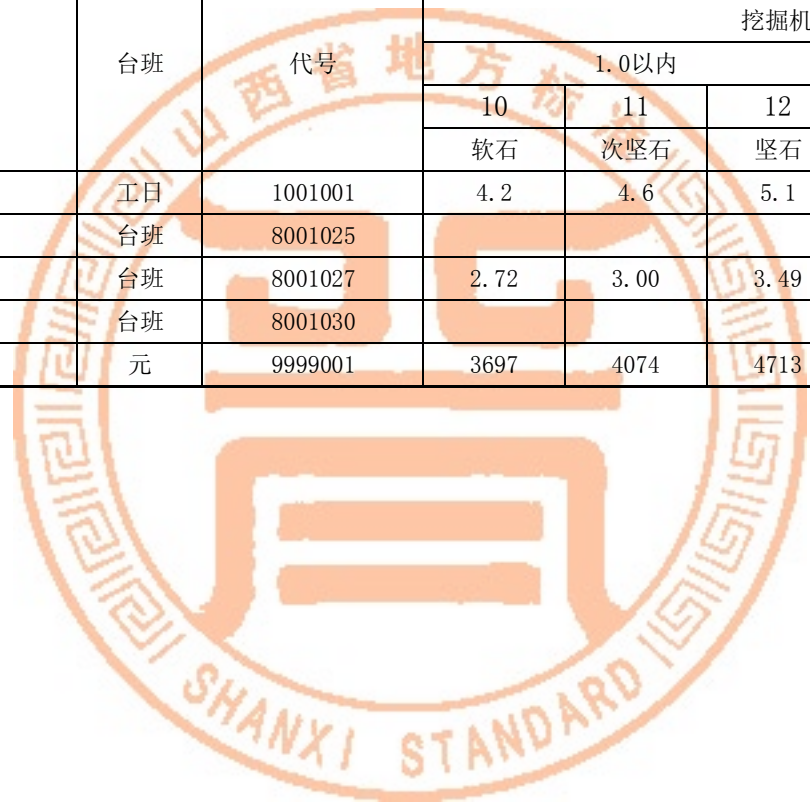 挖掘机
台班 代号 1.0以内
10 11 12
软石 次坚石 坚石
工日 1001001 4.2 4.6 5.1
台班 8001025
台班 8001027 2.72 3.00 3.49
台班 8001030
元 9999001 3697 4074 4713
山西省地方标准
SHANXI STANDARD